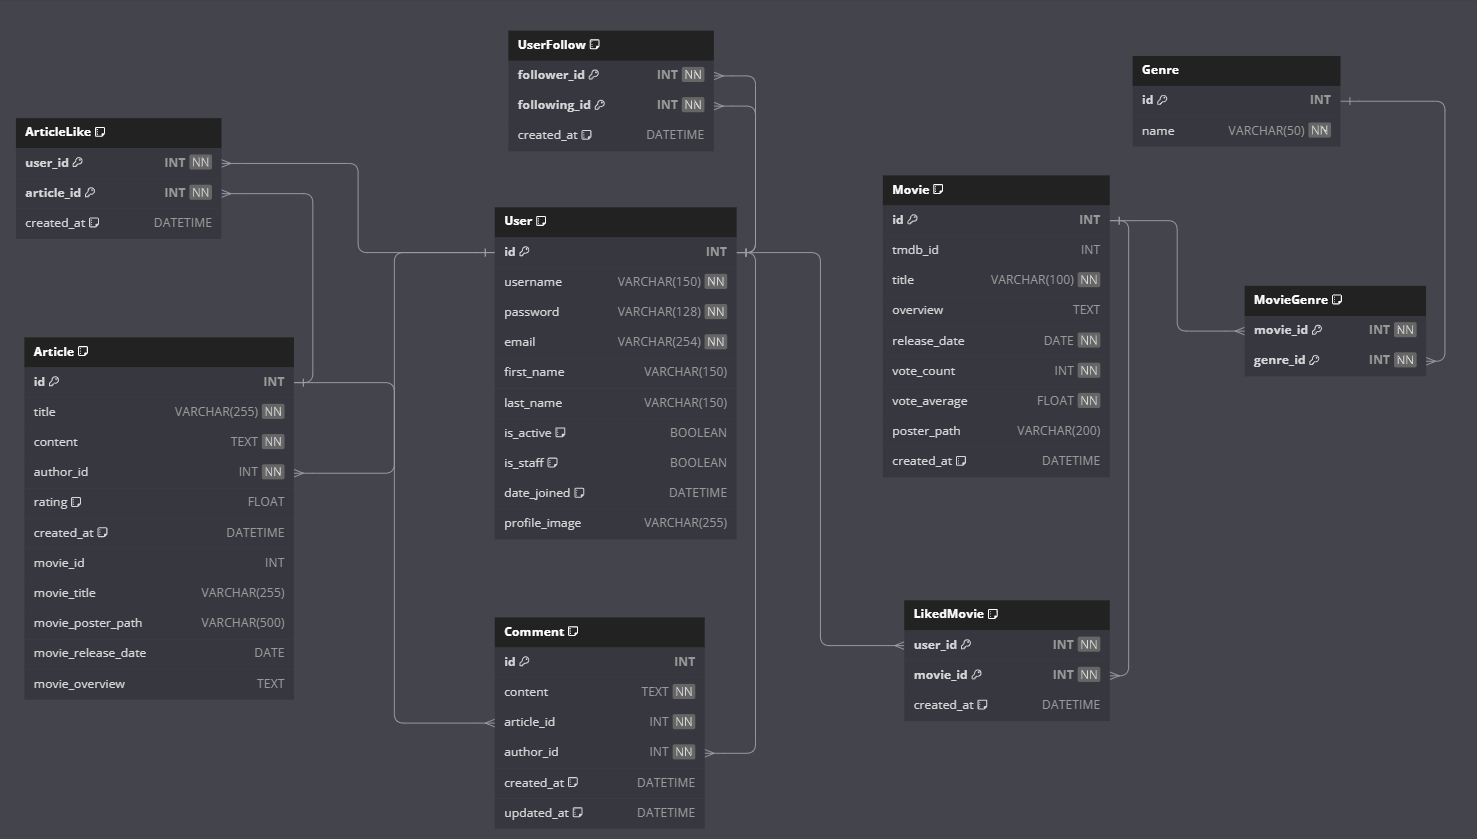 UserFollow
follower_id INT NN
following_id INT NN
created_at DATETIME
Genre
id INT
name VARCHAR(50) NN
ArticleLike
user_id INT NN
article_id INT NN
created_at DATETIME
User
id INT
username VARCHAR(150) NN
password VARCHAR(128) NN
email VARCHAR(254) NN
first_name VARCHAR(150)
last_name VARCHAR(150)
is_active BOOLEAN
is_staff BOOLEAN
date_joined DATETIME
profile_image VARCHAR(255)
Movie
id INT
tmdb_id INT
title VARCHAR(100) NN
overview TEXT
release_date DATE NN
vote_count INT NN
vote_average FLOAT NN
poster_path VARCHAR(200)
created_at DATETIME
MovieGenre
movie_id INT NN
genre_id INT NN
Article
id INT
title VARCHAR(255) NN
content TEXT NN
author_id INT NN
rating FLOAT
created_at DATETIME
movie_id INT
movie_title VARCHAR(255)
movie_poster_path VARCHAR(500)
movie_release_date DATE
movie_overview TEXT
Comment
id INT
content TEXT NN
article_id INT NN
author_id INT NN
created_at DATETIME
updated_at DATETIME
LikedMovie
user_id INT NN
movie_id INT NN
created_at DATETIME